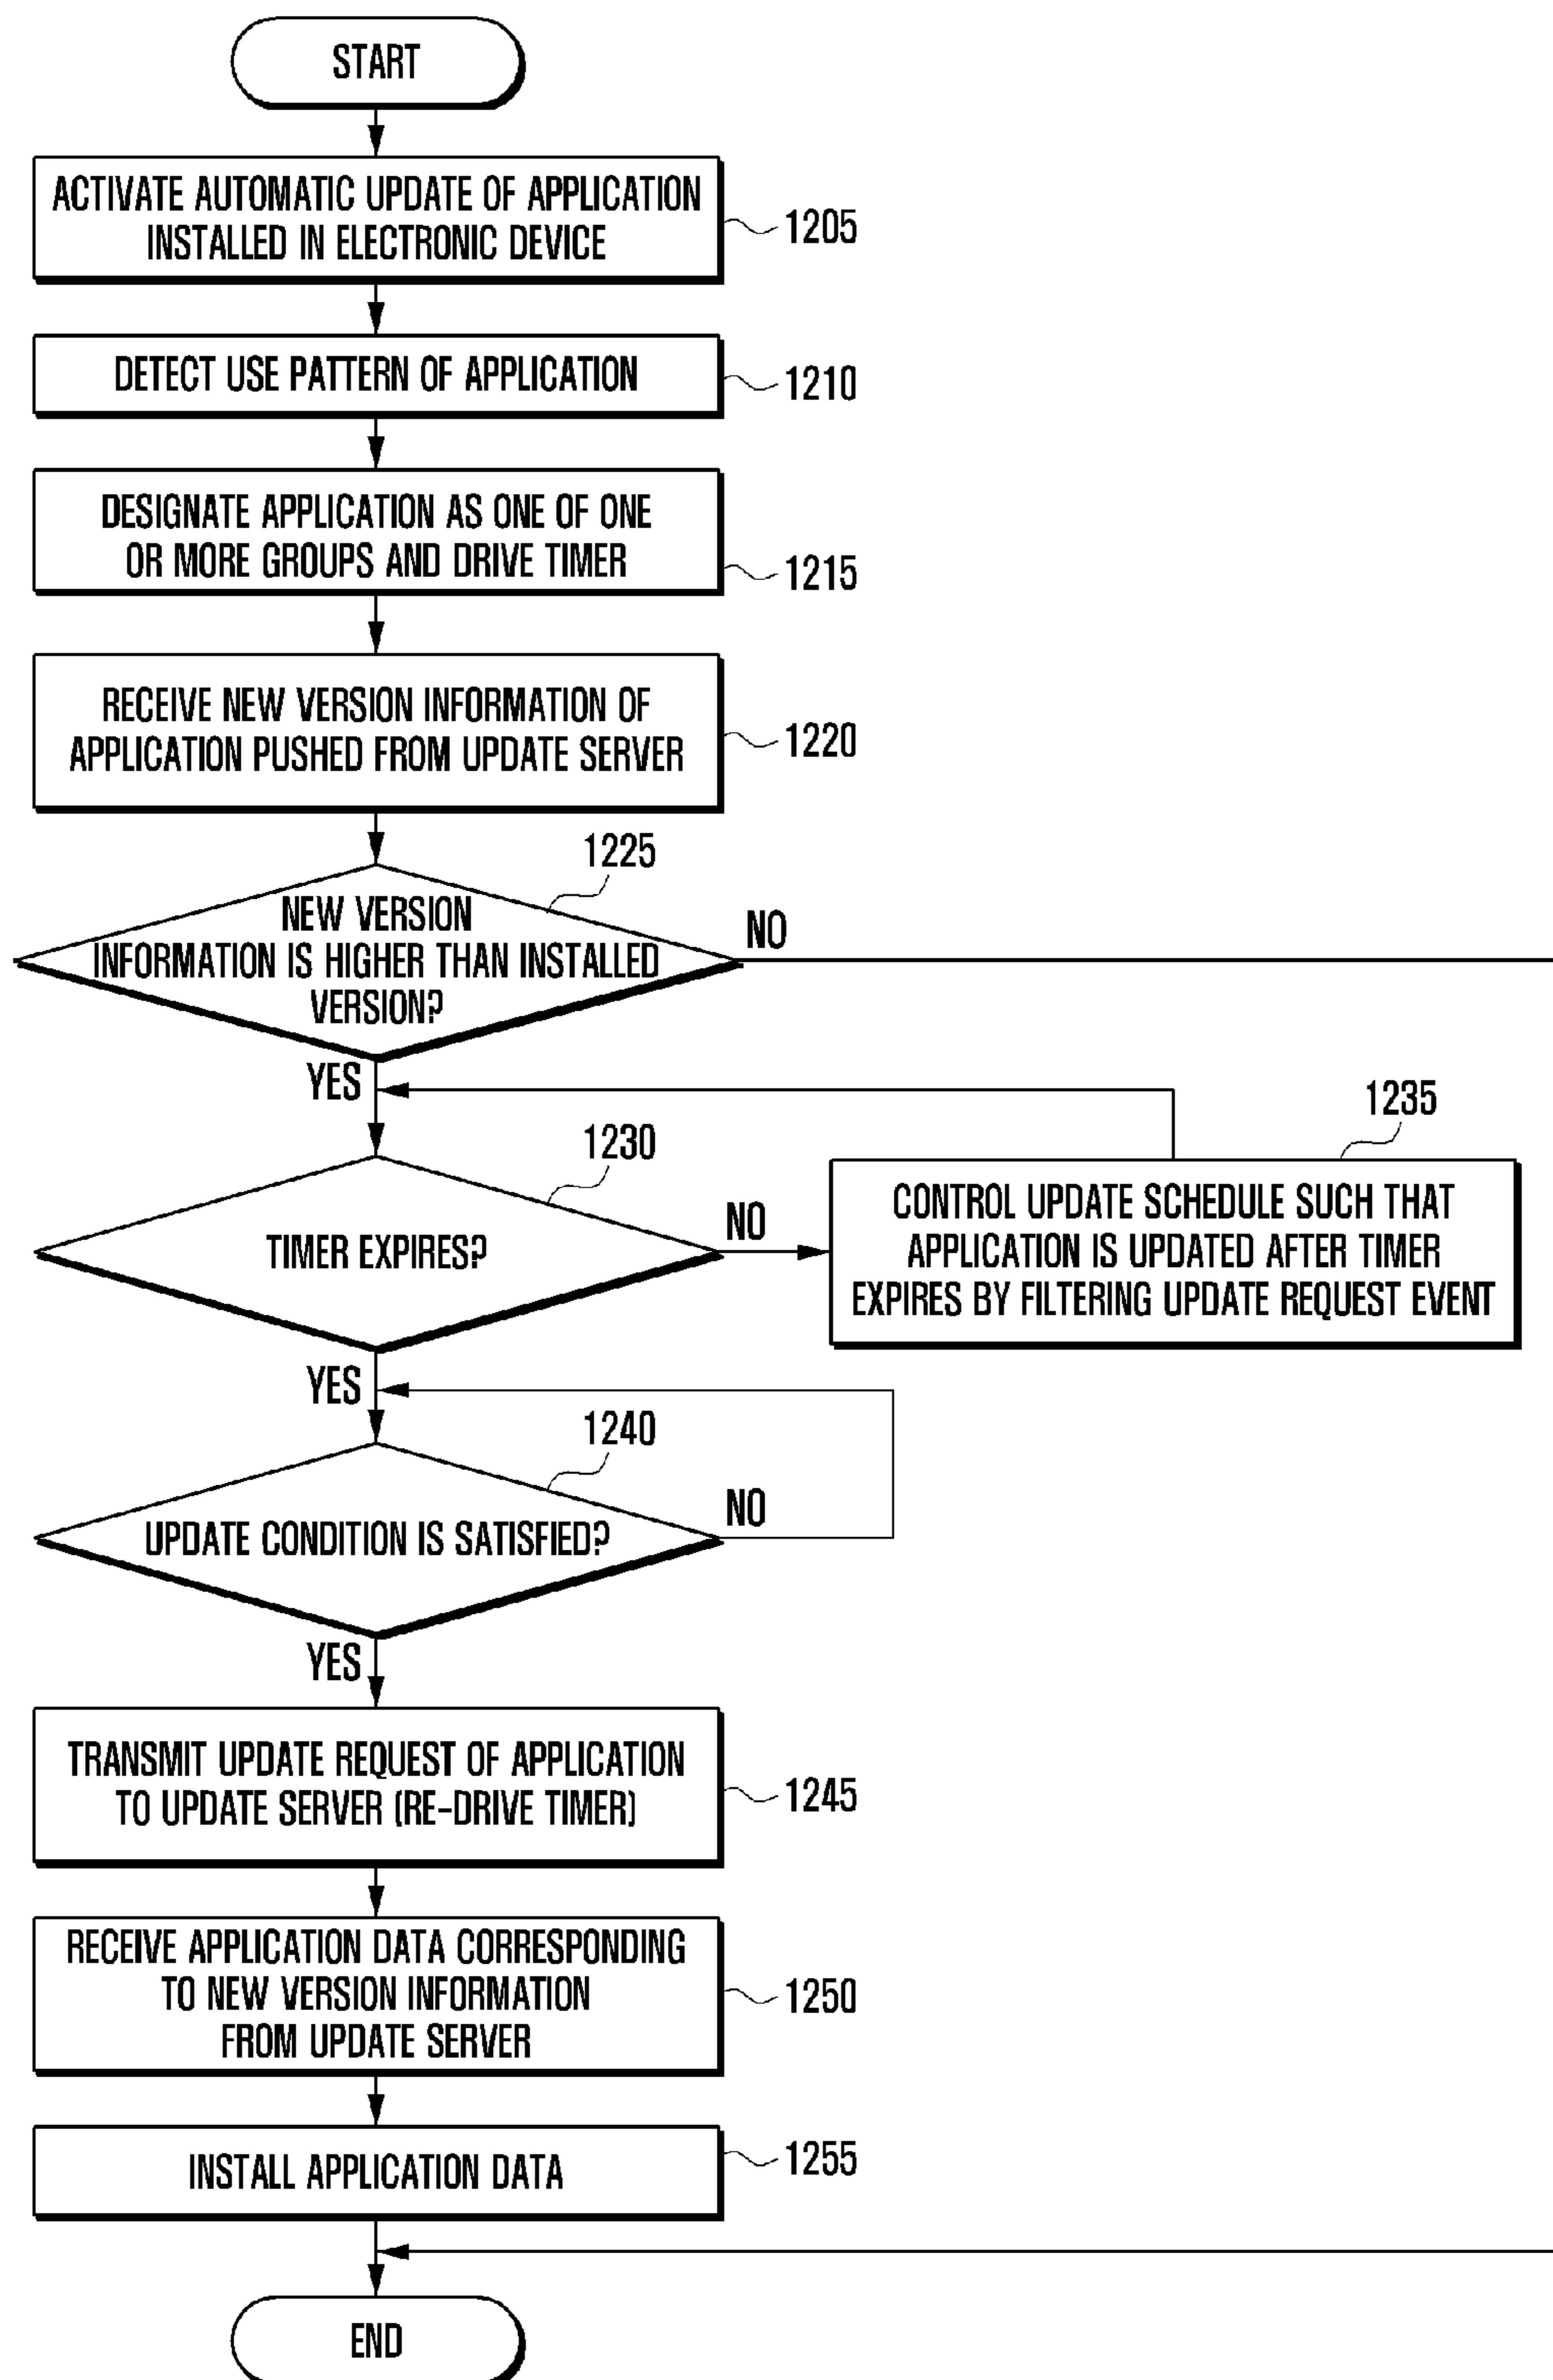 START
ACTIVATE AUTOMATIC UPDATE OF APPLICATION
INSTALLED IN ELECTRONIC DEVICE
1205
DETECT USE PATTERN OF APPLICATION
1210
DESIGNATE APPLICATION AS ONE OF ONE
OR MORE GROUPS AND DRIVE TIMER
1215
RECEIVE NEW VERSION INFORMATION OF
APPLICATION PUSHED FROM UPDATE SERVER
1220
1225
NEW VERSION
INFORMATION IS HIGHER THAN INSTALLED
VERSION?
NO
YES
1230
TIMER EXPIRES?
NO
1235
CONTROL UPDATE SCHEDULE SUCH THAT
APPLICATION IS UPDATED AFTER TIMER
EXPIRES BY FILTERING UPDATE REQUEST EVENT
YES
1240
UPDATE CONDITION IS SATISFIED?
NO
YES
TRANSMIT UPDATE REQUEST OF APPLICATION
TO UPDATE SERVER (RE-DRIVE TIMER)
1245
RECEIVE APPLICATION DATA CORRESPONDING
TO NEW VERSION INFORMATION
FROM UPDATE SERVER
1250
INSTALL APPLICATION DATA
1255
END